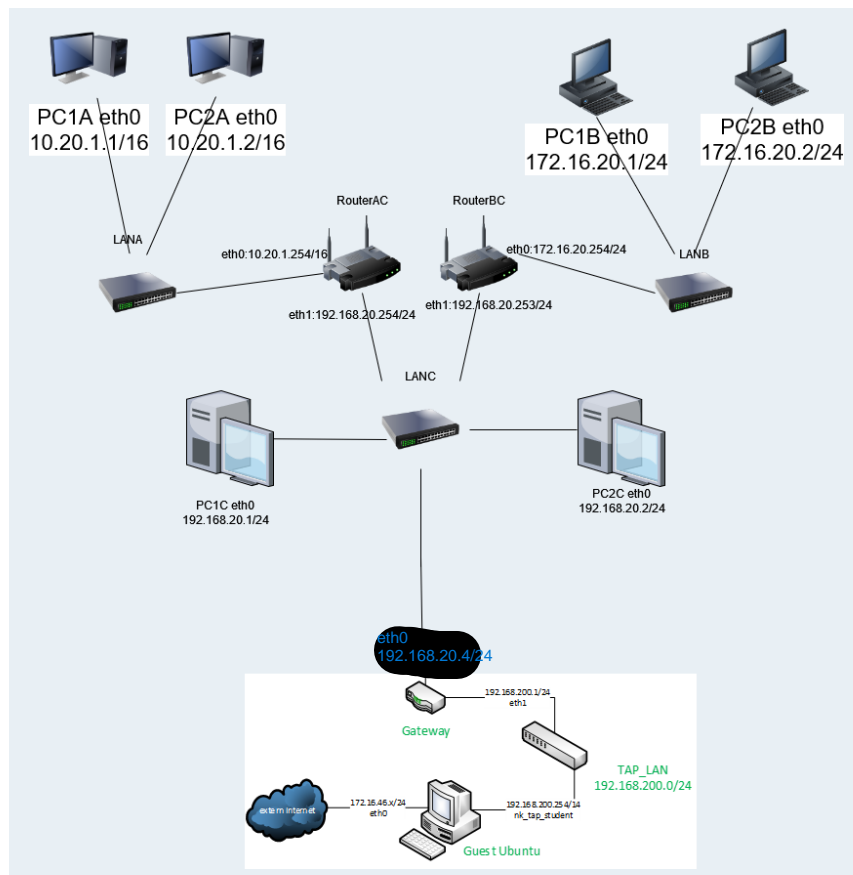 PC1A eth0
10.20.1.1/16
PC2A eth0
10.20.1.2/16
PC1B eth0
172.16.20.1/24
PC2B eth0
172.16.20.2/24
RouterAC
RouterBC
LANA
eth0:10.20.1.254/16
eth0:172.16.20.254/24
LANB
eth1:192.168.20.254/24
eth1:192.168.20.253/24
LANC
PC1C eth0
192.168.20.1/24
PC2C eth0
192.168.20.2/24
eth0
192.168.20.4/24
192.168.200.1/24
eth1
Gateway
TAP_LAN
192.168.200.0/24
extern internet
172.16.46.x/24
eth0
192.168.200.254/14
nk_tap_student
Guest Ubuntu